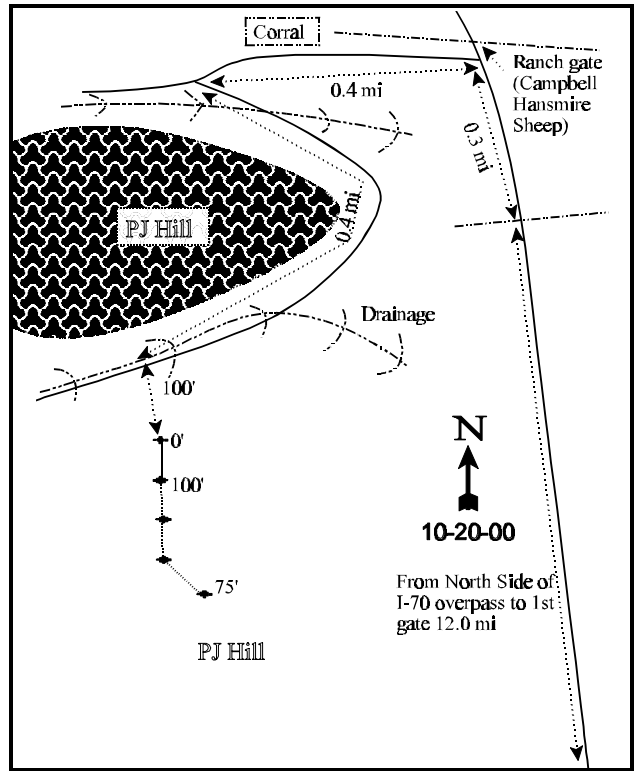 Corral
Ranch gate
(Campbell
Hansmire
Sheep)
0.4 mi
0.3 mi
PJ Hill
0.4 mi
Drainage
100'
0'
100'
N
10-20-00
From North Side of
I-70 overpass to 1st
gate 12.0 mi
75'
PJ Hill